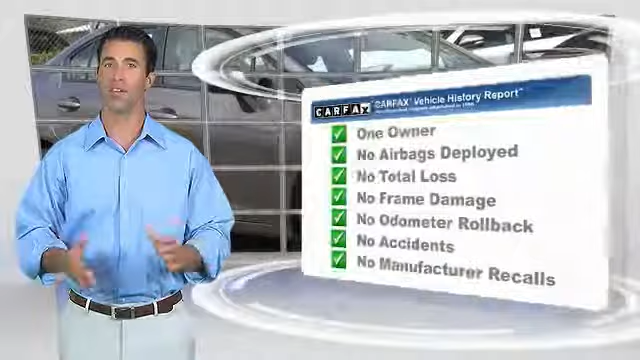 CARFAX CARFAX Vehicle History Report™
One Owner
No Airbags Deployed
No Total Loss
No Frame Damage
No Odometer Rollback
No Accidents
No Manufacturer Recalls